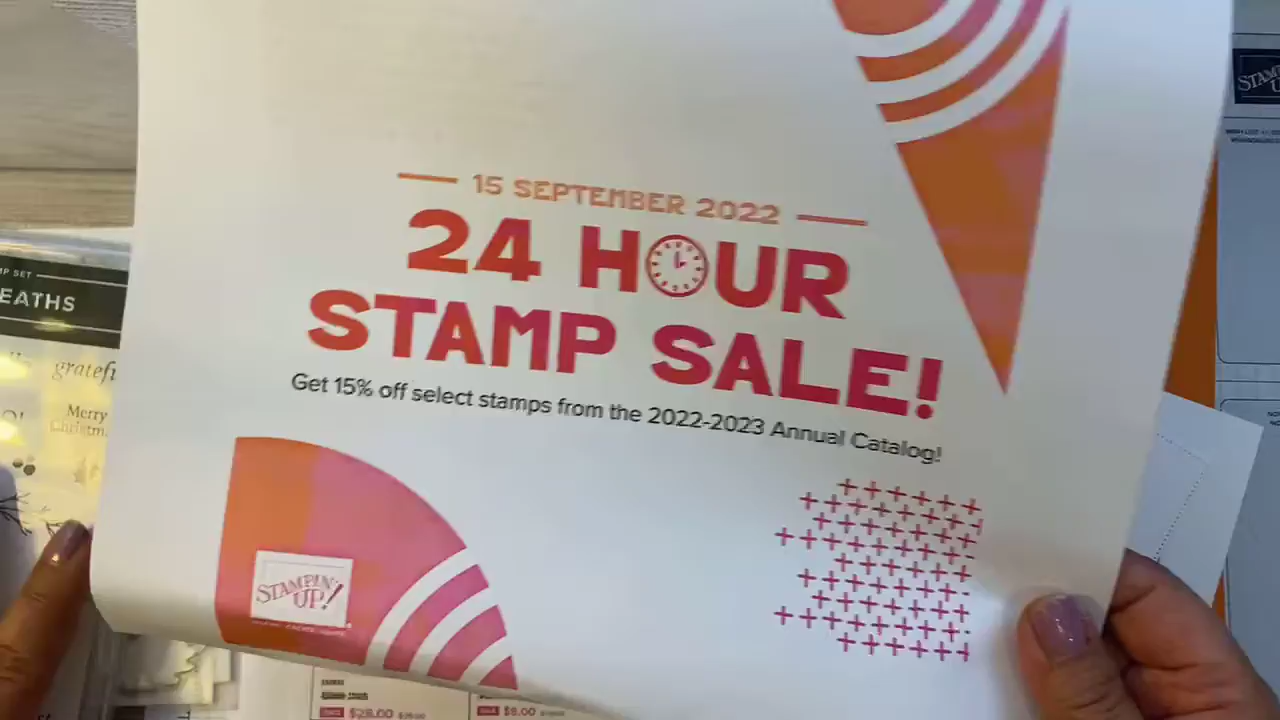 15 SEPTEMBER 2022
24 HOUR
STAMP SALE!
Get 15% off select stamps from the 2022-2023 Annual Catalog!
STAMPIN' UP!
EATHS
grateful
Merry
$28.00
$8.00